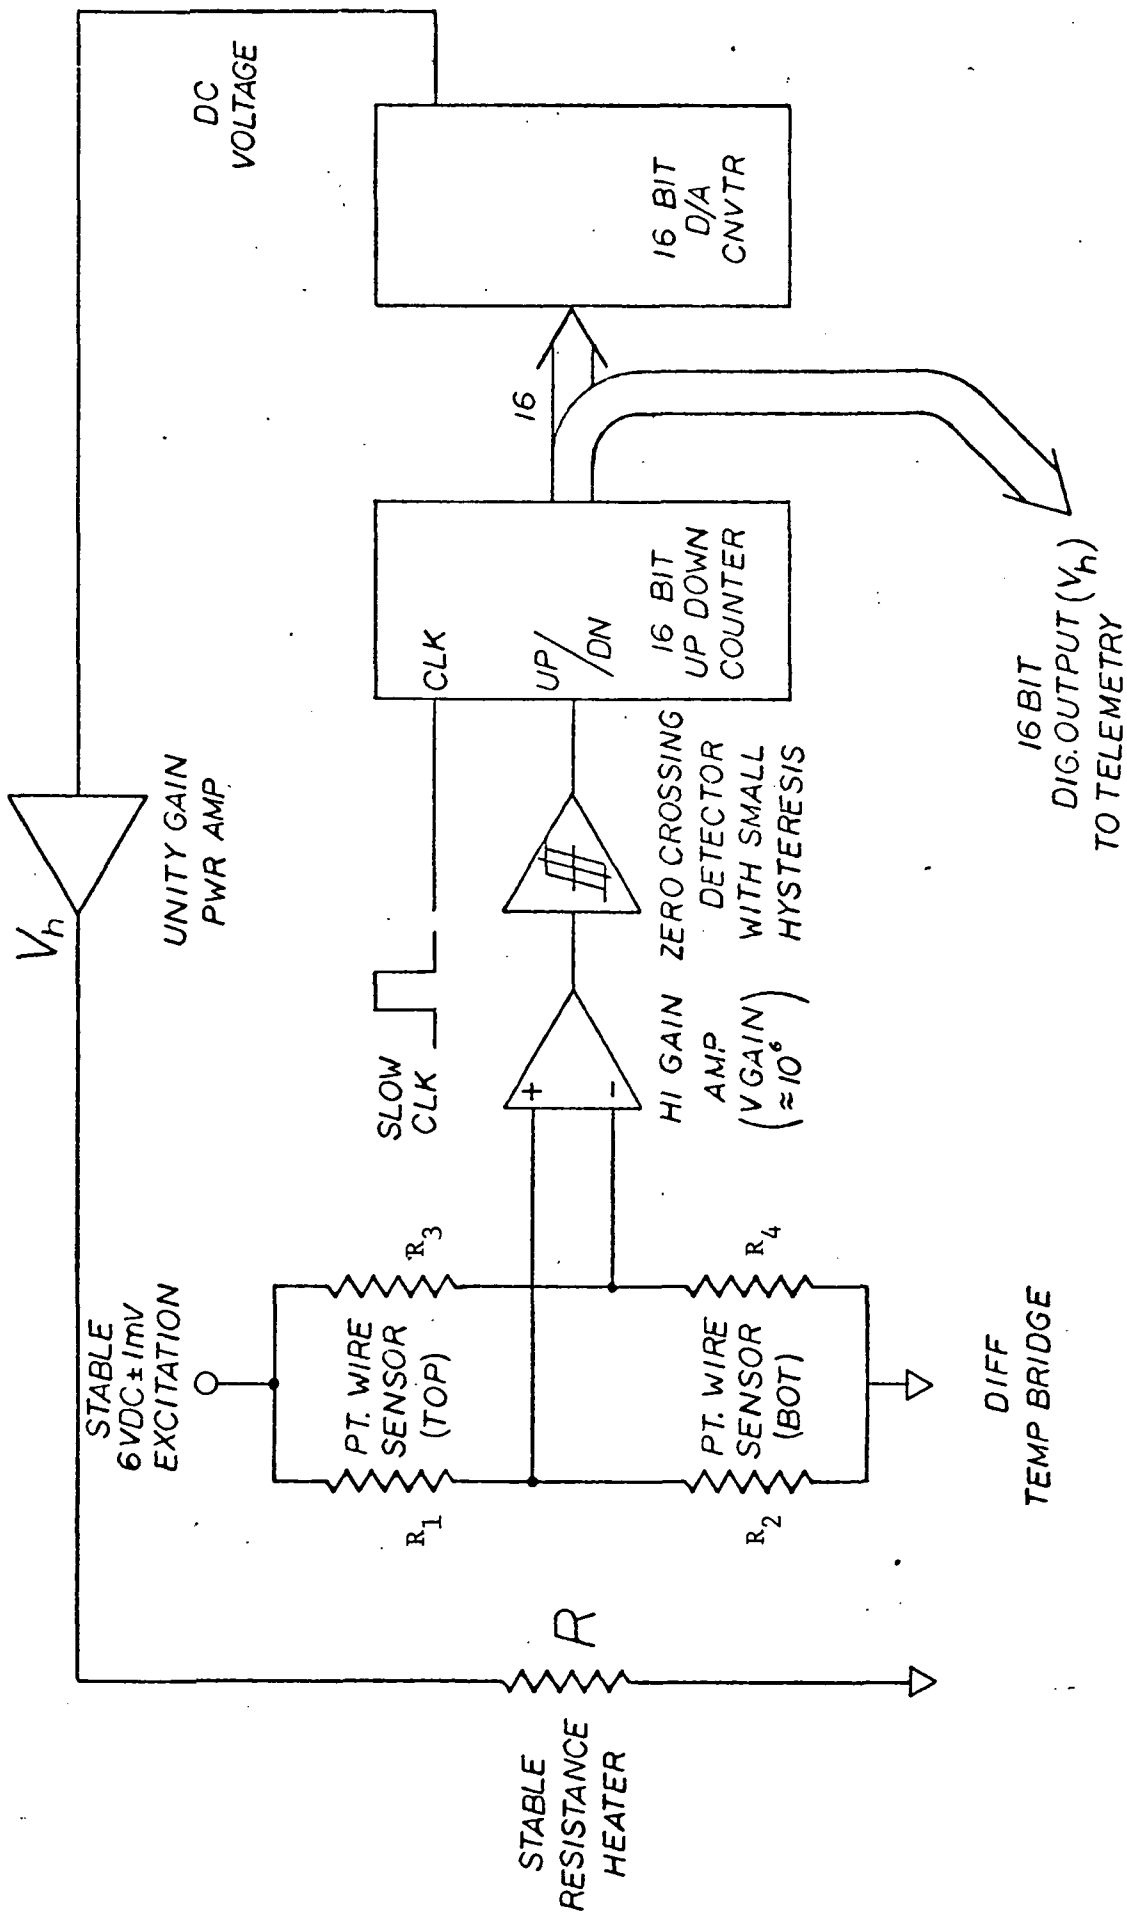 STABLE
RESISTANCE
HEATER
R
Vh
UNITY GAIN
PWR AMP
DC
VOLTAGE
STABLE
6VDC±1mV
EXCITATION
R1
PT. WIRE
SENSOR
(TOP)
R3
R2
PT. WIRE
SENSOR
(BOT)
R4
DIFF
TEMP BRIDGE
SLOW
CLK
+
-
HI GAIN
AMP
(V GAIN
≈10⁶)
ZERO CROSSING
DETECTOR
WITH SMALL
HYSTERESIS
CLK
UP/DN
16 BIT
UP DOWN
COUNTER
16
16 BIT
D/A
CNVTR
16 BIT
DIG. OUTPUT (Vh)
TO TELEMETRY